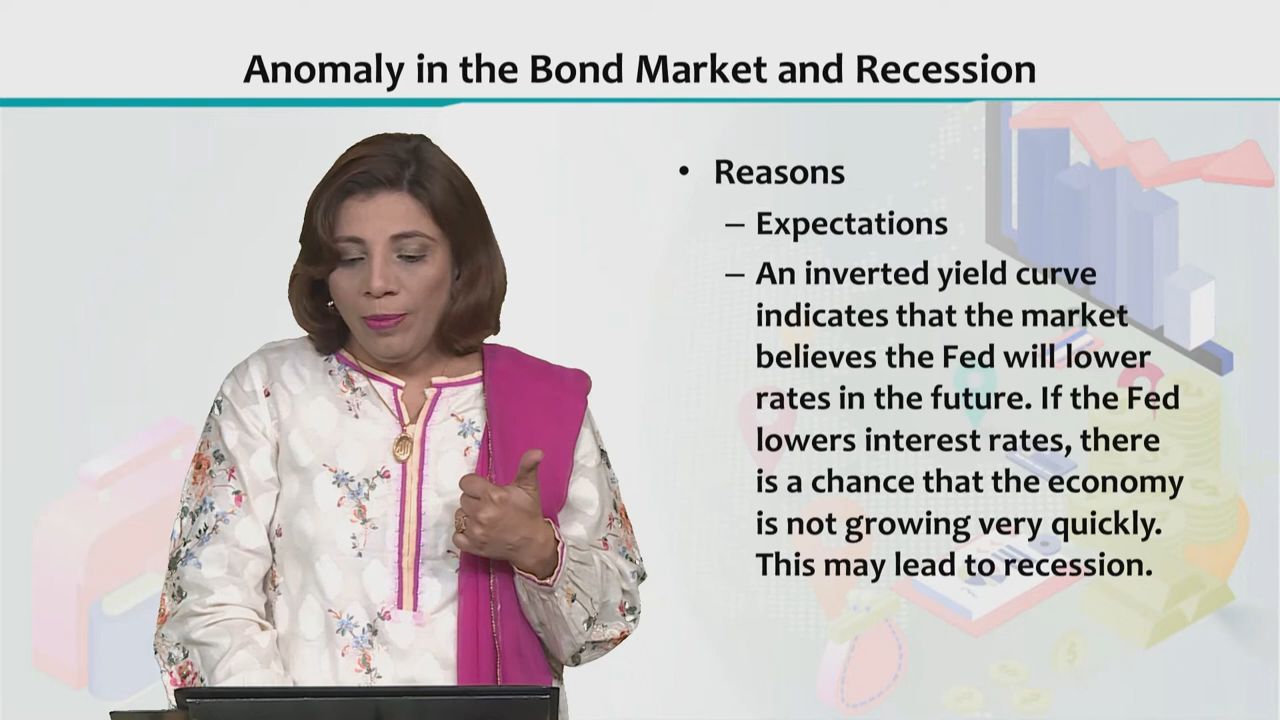 Anomaly in the Bond Market and Recession
• Reasons
– Expectations
– An inverted yield curve
indicates that the market
believes the Fed will lower
rates in the future. If the Fed
lowers interest rates, there
is a chance that the economy
is not growing very quickly.
This may lead to recession.